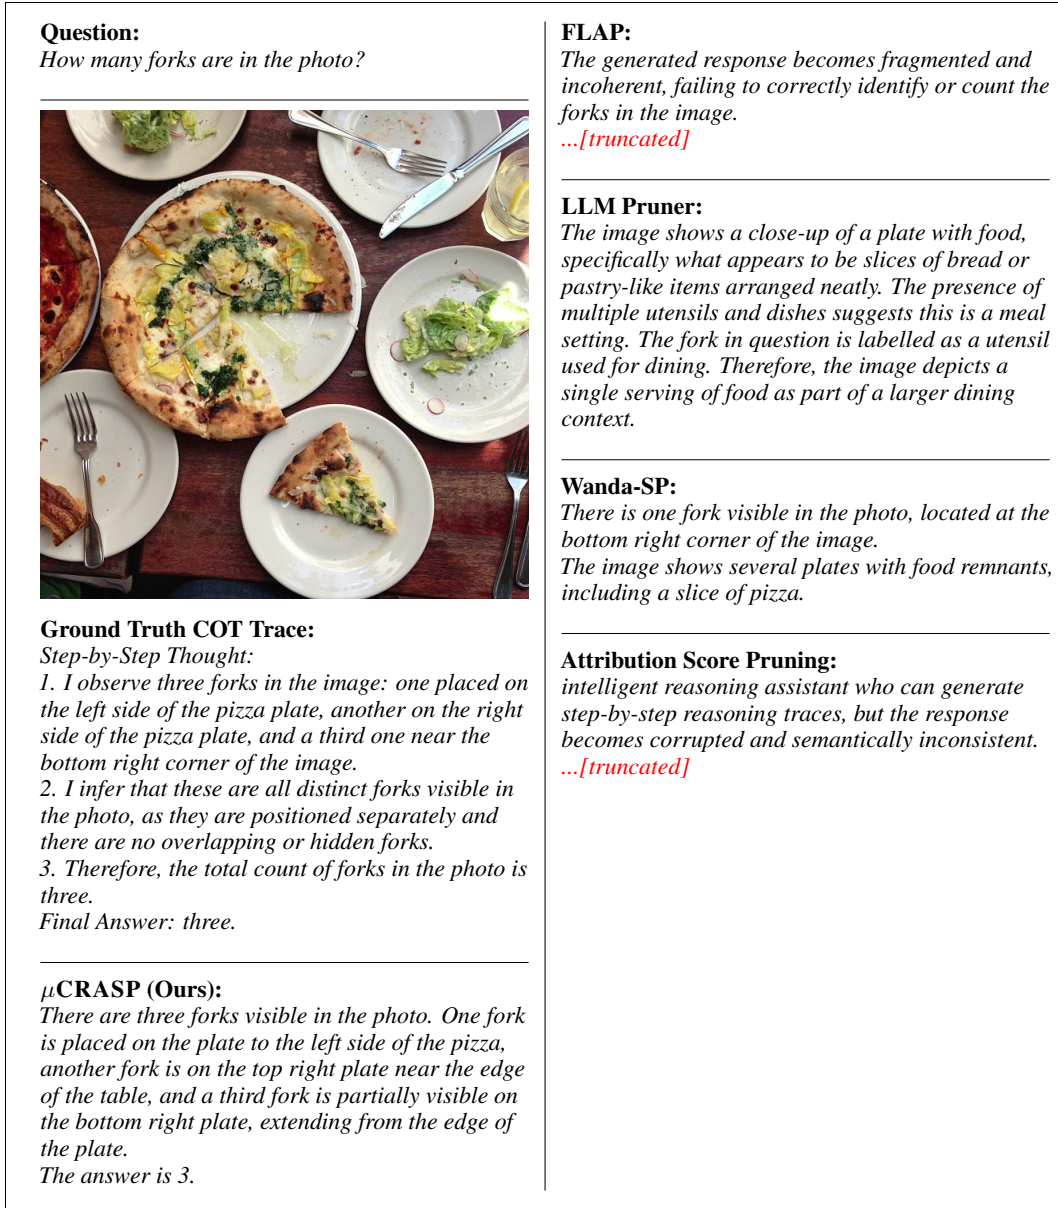 Question:
How many forks are in the photo?
Ground Truth COT Trace:
Step-by-Step Thought:
1. I observe three forks in the image: one placed on
the left side of the pizza plate, another on the right
side of the pizza plate, and a third one near the
bottom right corner of the image.
2. I infer that these are all distinct forks visible in
the photo, as they are positioned separately and
there are no overlapping or hidden forks.
3. Therefore, the total count of forks in the photo is
three.
Final Answer: three.
μCRASP (Ours):
There are three forks visible in the photo. One fork
is placed on the plate to the left side of the pizza,
another fork is on the top right plate near the edge
of the table, and a third fork is partially visible on
the bottom right plate, extending from the edge of
the plate.
The answer is 3.
FLAP:
The generated response becomes fragmented and
incoherent, failing to correctly identify or count the
forks in the image.
...[truncated]
LLM Pruner:
The image shows a close-up of a plate with food,
specifically what appears to be slices of bread or
pastry-like items arranged neatly. The presence of
multiple utensils and dishes suggests this is a meal
setting. The fork in question is labelled as a utensil
used for dining. Therefore, the image depicts a
single serving of food as part of a larger dining
context.
Wanda-SP:
There is one fork visible in the photo, located at the
bottom right corner of the image.
The image shows several plates with food remnants,
including a slice of pizza.
Attribution Score Pruning:
intelligent reasoning assistant who can generate
step-by-step reasoning traces, but the response
becomes corrupted and semantically inconsistent.
...[truncated]